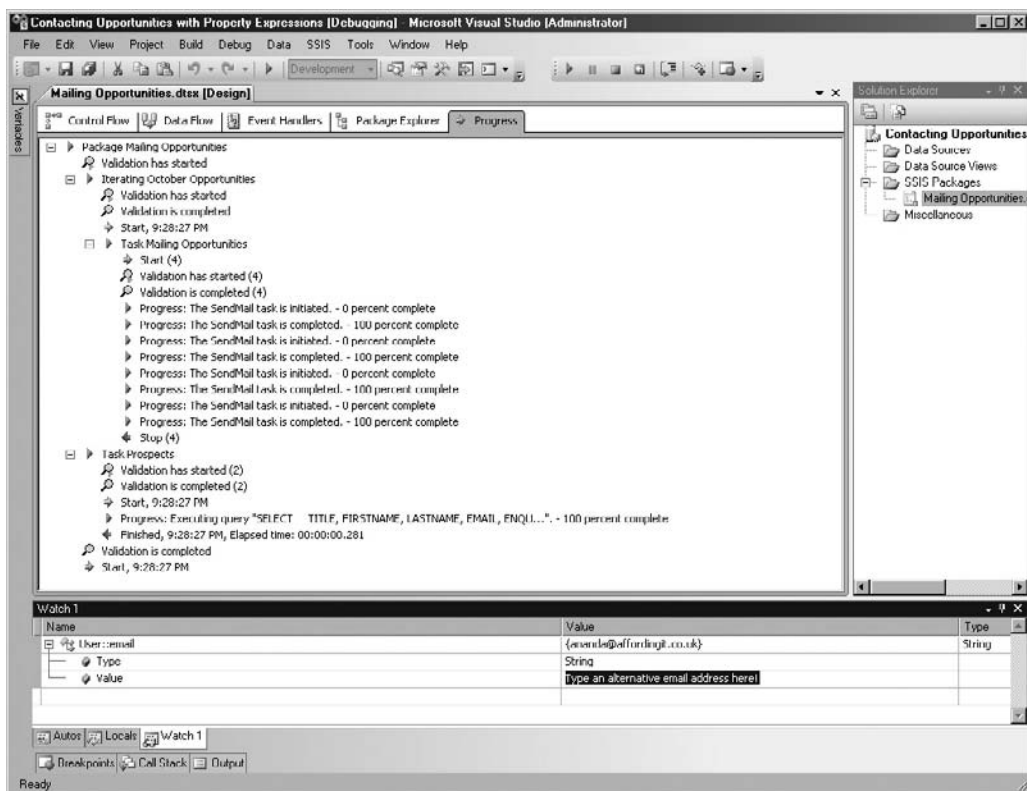 Contacting Opportunities with Property Expressions [Debugging] - Microsoft Visual Studio [Administrator]
File Edit View Project Build Debug Data SSIS Tools Window Help
Development
Mailing Opportunities.dtsx [Design]
Solution Explorer
Variables
Control Flow Data Flow Event Handlers Package Explorer Progress
Contacting Opportunities
Data Sources
Data Source Views
SSIS Packages
Mailing Opportunities.
Miscellaneous
Package Mailing Opportunities
Validation has started
Iterating October Opportunities
Validation has started
Validation is completed
Start, 9:28:27 PM
Task Mailing Opportunities
Start (4)
Validation has started (4)
Validation is completed (4)
Progress: The SendMail task is initiated. - 0 percent complete
Progress: The SendMail task is completed. - 100 percent complete
Progress: The SendMail task is initiated. - 0 percent complete
Progress: The SendMail task is completed. - 100 percent complete
Progress: The SendMail task is initiated. - 0 percent complete
Progress: The SendMail task is completed. - 100 percent complete
Progress: The SendMail task is initiated. - 0 percent complete
Progress: The SendMail task is completed. - 100 percent complete
Stop (4)
Task Prospects
Validation has started (2)
Validation is completed (2)
Start, 9:28:27 PM
Progress: Executing query "SELECT TITLE, FIRSTNAME, LASTNAME, EMAIL, ENQU...". - 100 percent complete
Finished, 9:28:27 PM, Elapsed time: 00:00:00.281
Validation is completed
Start, 9:28:27 PM
Watch 1
Name Value Type
User::email {ananda@affordingit.co.uk} String
Type String
Value Type an alternative email address here!
Autos Locals Watch 1
Breakpoints Call Stack Output
Ready